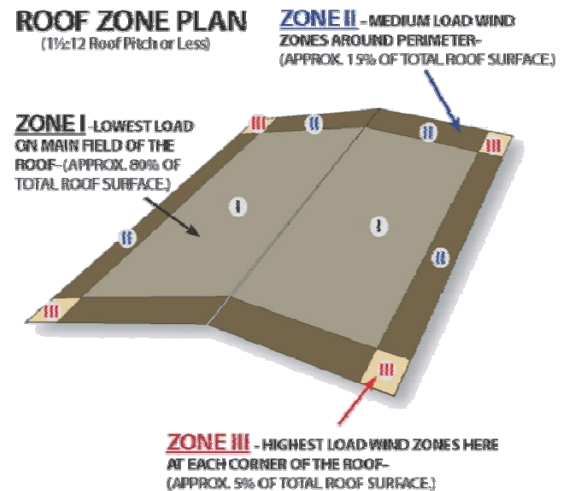 ROOF ZONE PLAN
(1½:12 Roof Pitch or Less)
ZONE II - MEDIUM LOAD WIND
ZONES AROUND PERIMETER-
(APPROX. 15% OF TOTAL ROOF SURFACE.)
ZONE I -LOWEST LOAD
ON MAIN FIELD OF THE
ROOF-(APPROX. 80% OF
TOTAL ROOF SURFACE.)
III
II
II
III
I
I
II
II
III
III
ZONE III - HIGHEST LOAD WIND ZONES HERE
AT EACH CORNER OF THE ROOF-
(APPROX. 5% OF TOTAL ROOF SURFACE.)